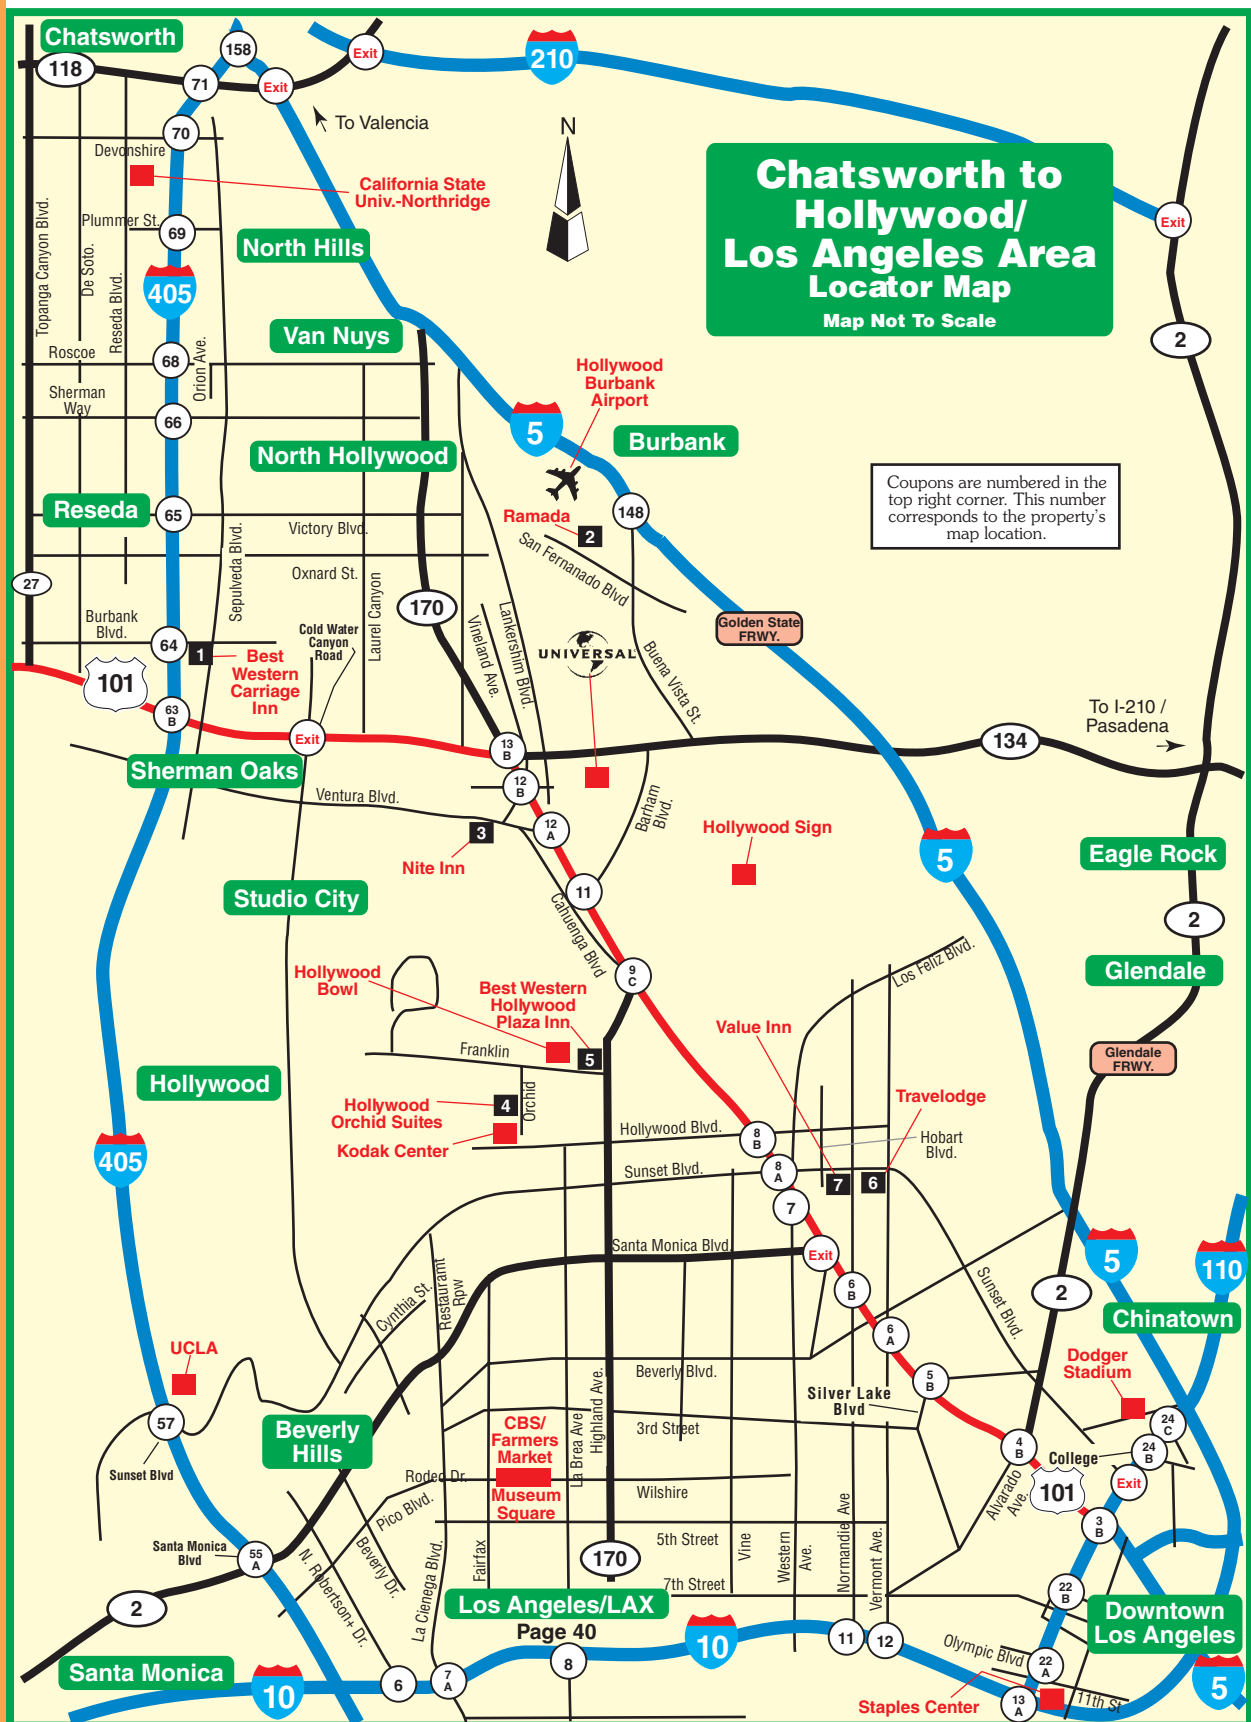 Chatsworth
118
158
71
Exit
Exit
210
70
To Valencia
N
Devonshire
California State
Univ.-Northridge
Chatsworth to
Hollywood/
Los Angeles Area
Locator Map
Map Not To Scale
Exit
Plummer St.
69
North Hills
Topanga Canyon Blvd.
De Soto.
Reseda Blvd.
405
Van Nuys
2
Roscoe
68
Orion Ave.
Sherman
Way
66
Hollywood
Burbank
Airport
5
Burbank
North Hollywood
Coupons are numbered in the
top right corner. This number
corresponds to the property's
map location.
Reseda
65
Victory Blvd.
Ramada
2
148
San Fernanado Blvd
Oxnard St.
27
Sepulveda Blvd.
Laurel Canyon
170
Burbank
Blvd.
64
1
Best
Western
Carriage
Inn
Cold Water
Canyon
Road
Vineland Ave.
Lankershim Blvd.
UNIVERSAL
Buena Vista St.
Golden State
FRWY.
101
63
B
Exit
13
B
134
To I-210 /
Pasadena
Sherman Oaks
12
B
Ventura Blvd.
Barham
Blvd.
12
A
3
Nite Inn
Hollywood Sign
5
Eagle Rock
Studio City
11
Cahuenga Blvd
2
Glendale
Los Feliz Blvd.
Hollywood
Bowl
9
C
Best Western
Hollywood
Plaza Inn
5
Franklin
Value Inn
Glendale
FRWY.
Hollywood
Hollywood
Orchid Suites
4
Orchid
Kodak Center
Travelodge
Hollywood Blvd.
8
B
Hobart
Blvd.
405
Sunset Blvd.
8
A
7
6
7
Santa Monica Blvd.
Exit
5
110
Cynthia St.
Restauramt
Rpw
6
B
Sunset Blvd.
2
Chinatown
6
A
UCLA
Beverly Blvd.
5
B
Dodger
Stadium
Silver Lake
Blvd
57
Sunset Blvd
Beverly
Hills
CBS/
Farmers
Market
La Brea Ave
Highland Ave.
3rd Street
24
C
4
B
College
24
B
Rodeo Dr.
Museum
Square
Wilshire
Alvarado
Ave.
101
Exit
Pico Blvd.
3
B
Santa Monica
Blvd
55
A
N. Robertson+ Dr.
Beverly Dr.
La Cienega Blvd.
Fairfax
170
5th Street
Vine
Western
Ave.
Normandie Ave
Vermont Ave.
7th Street
22
B
2
Los Angeles/LAX
Page 40
Downtown
Los Angeles
Santa Monica
10
6
7
A
8
10
11
12
Olympic Blvd
22
A
5
Staples Center
13
A
11th St